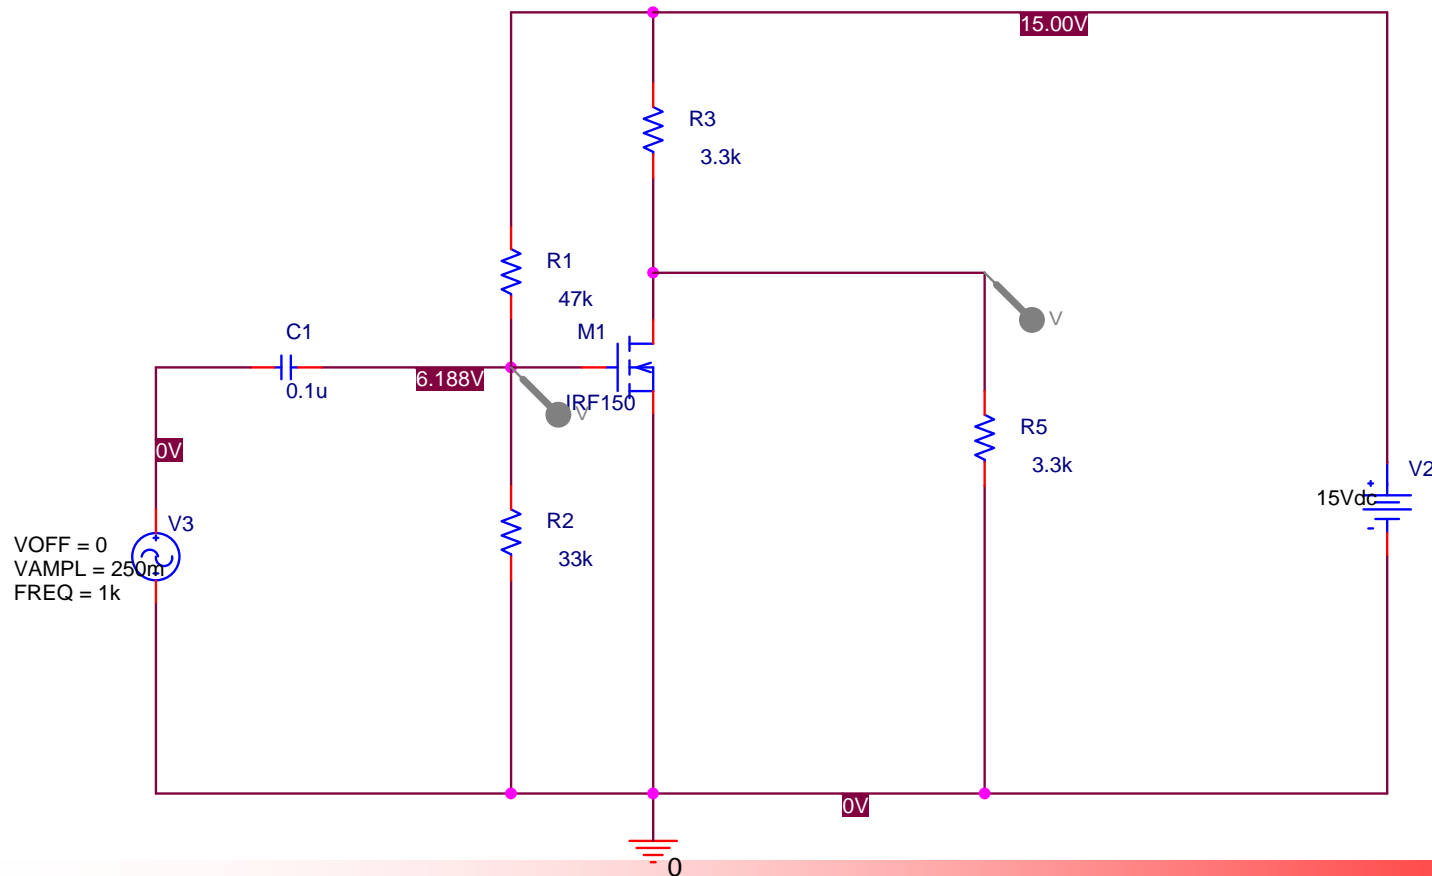 15.00V
R3
3.3k
R1
47k
C1
0.1u
M1
6.188V
IRF150
V
V
0V
R5
3.3k
V2
15Vdc
+
-
V3
VOFF = 0
VAMPL = 250m
FREQ = 1k
R2
33k
0V
0